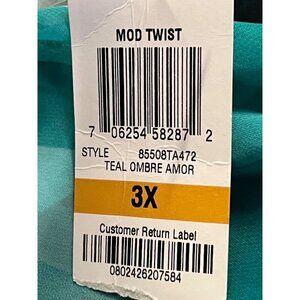 MOD TWIST
7 06254 58287 2
STYLE 85508TA472
TEAL OMBRE AMOR
3X
Customer Return Label
0802426207584